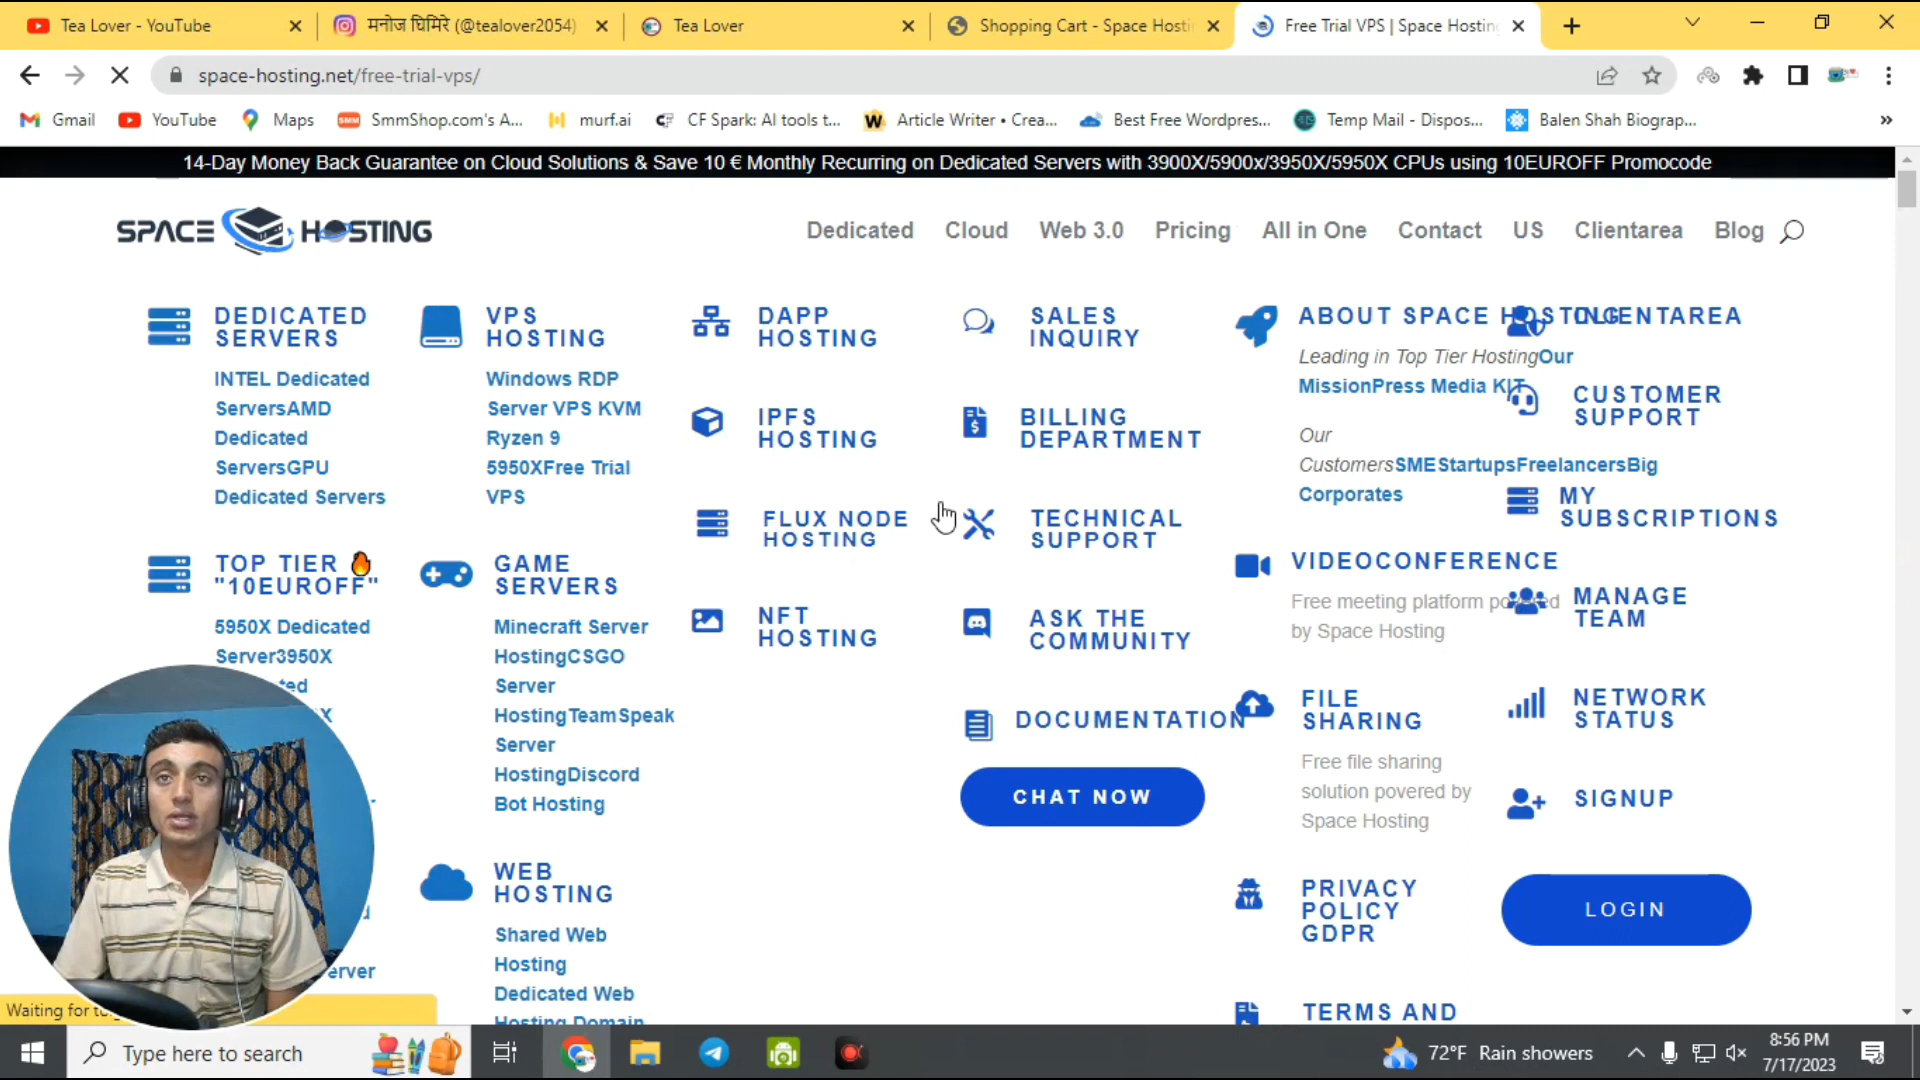 Tea Lover - YouTube
मनोज घिमिरे (@tealover2054)
Tea Lover
Shopping Cart - Space Hosti
Free Trial VPS | Space Hosting
space-hosting.net/free-trial-vps/
Gmail
YouTube
Maps
SmmShop.com's A...
murf.ai
CF Spark: AI tools t...
Article Writer • Crea...
Best Free Wordpres...
Temp Mail - Dispos...
Balen Shah Biograp...
»
14-Day Money Back Guarantee on Cloud Solutions & Save 10 € Monthly Recurring on Dedicated Servers with 3900X/5900x/3950X/5950X CPUs using 10EUROFF Promocode
SPACE HOSTING
Dedicated
Cloud
Web 3.0
Pricing
All in One
Contact
US
Clientarea
Blog
DEDICATED
SERVERS
INTEL Dedicated
ServersAMD
Dedicated
ServersGPU
Dedicated Servers
TOP TIER 🔥
"10EUROFF"
5950X Dedicated
Server3950X
VPS
HOSTING
Windows RDP
Server VPS KVM
Ryzen 9
5950XFree Trial
VPS
GAME
SERVERS
Minecraft Server
HostingCSGO
Server
HostingTeamSpeak
Server
HostingDiscord
Bot Hosting
WEB
HOSTING
Shared Web
Hosting
Dedicated Web
Hosting Domain
DAPP
HOSTING
IPFS
HOSTING
FLUX NODE
HOSTING
NFT
HOSTING
SALES
INQUIRY
BILLING
DEPARTMENT
TECHNICAL
SUPPORT
ASK THE
COMMUNITY
DOCUMENTATION
CHAT NOW
ABOUT SPACE HOSTING
Leading in Top Tier HostingOur
MissionPress Media KIT
Our
CustomersSMEStartupsFreelancersBig
Corporates
VIDEOCONFERENCE
Free meeting platform powered
by Space Hosting
FILE
SHARING
Free file sharing
solution povered by
Space Hosting
PRIVACY
POLICY
GDPR
TERMS AND
CLIENTAREA
CUSTOMER
SUPPORT
MY
SUBSCRIPTIONS
MANAGE
TEAM
NETWORK
STATUS
SIGNUP
LOGIN
Waiting for
Type here to search
72°F Rain showers
8:56 PM
7/17/2023